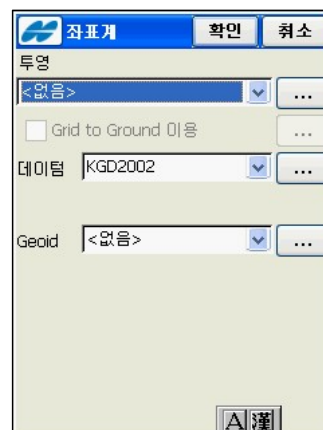 좌표계 확인 취소
투영
<없음> ...
Grid to Ground 이용 ...
데이텀 KGD2002 ...
Geoid <없음> ...
A 漢